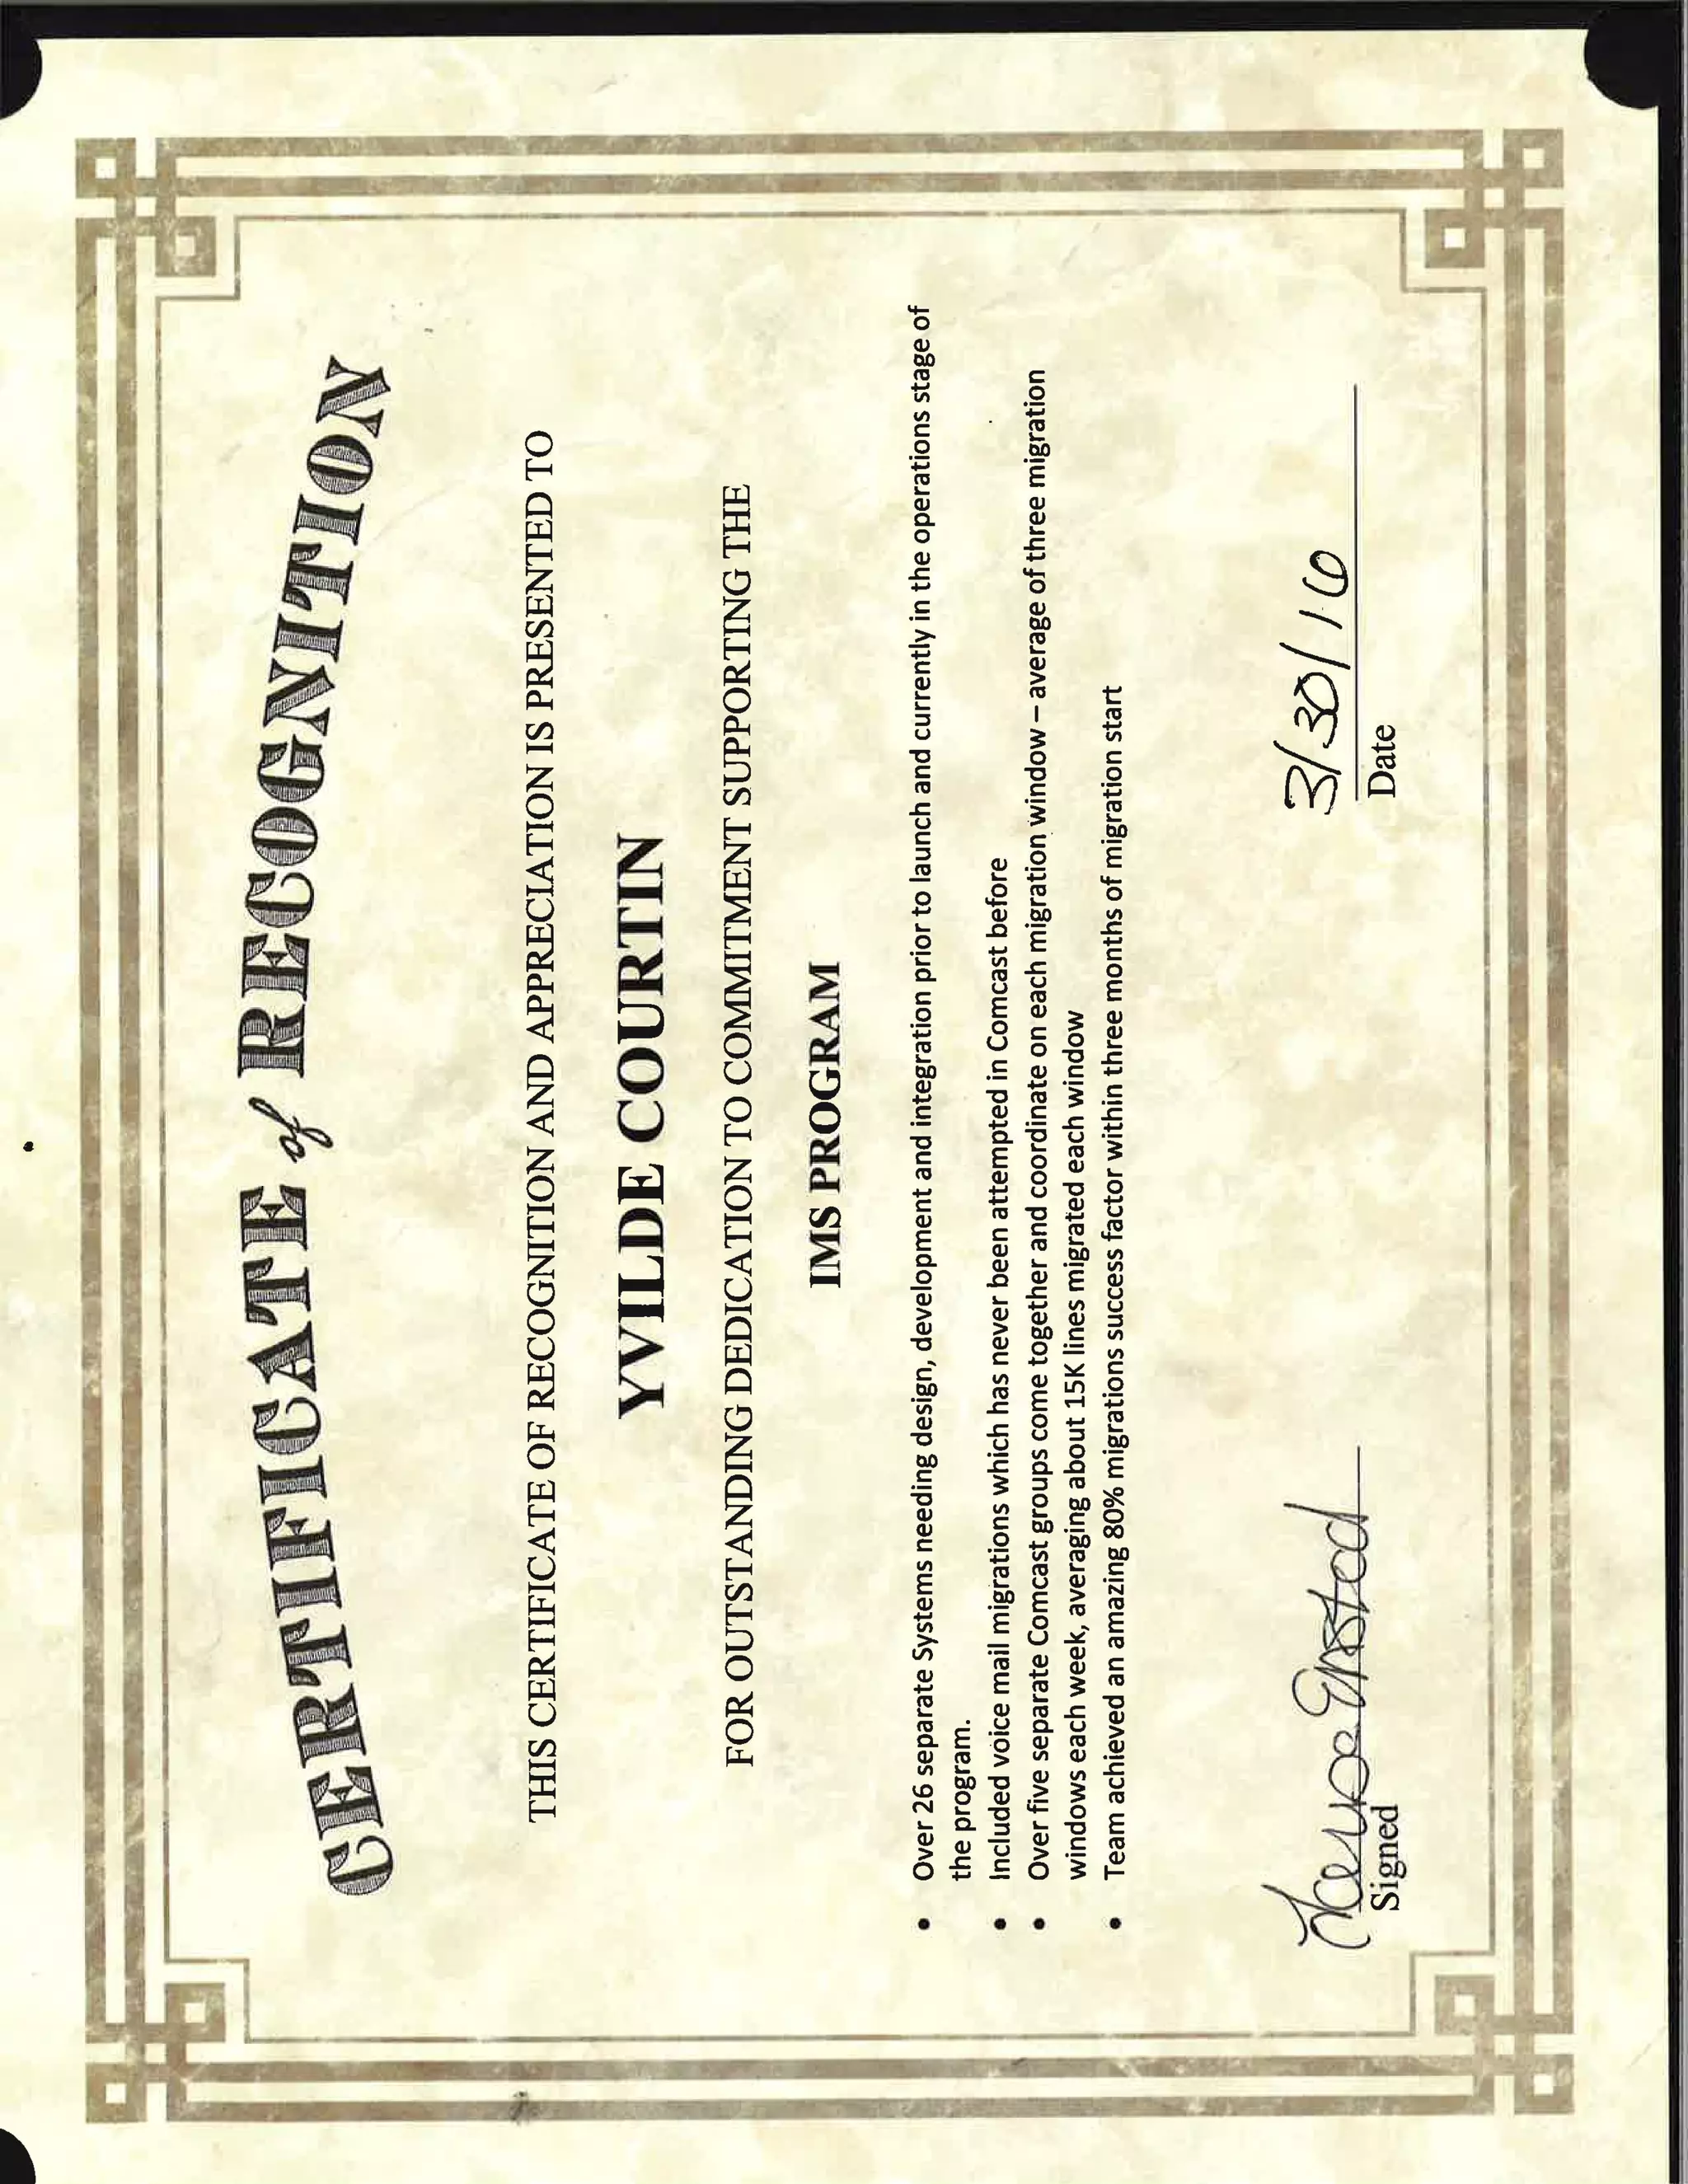 CERTIFICATE of RECOGNITION
THIS CERTIFICATE OF RECOGNITION AND APPRECIATION IS PRESENTED TO
YVILDE COURTIN
FOR OUTSTANDING DEDICATION TO COMMITMENT SUPPORTING THE
IMS PROGRAM
• Over 26 separate Systems needing design, development and integration prior to launch and currently in the operations stage of
the program.
• Included voice mail migrations which has never been attempted in Comcast before
• Over five separate Comcast groups come together and coordinate on each migration window – average of three migration
windows each week, averaging about 15K lines migrated each window
• Team achieved an amazing 80% migrations success factor within three months of migration start
3/30/16
Signed
Date